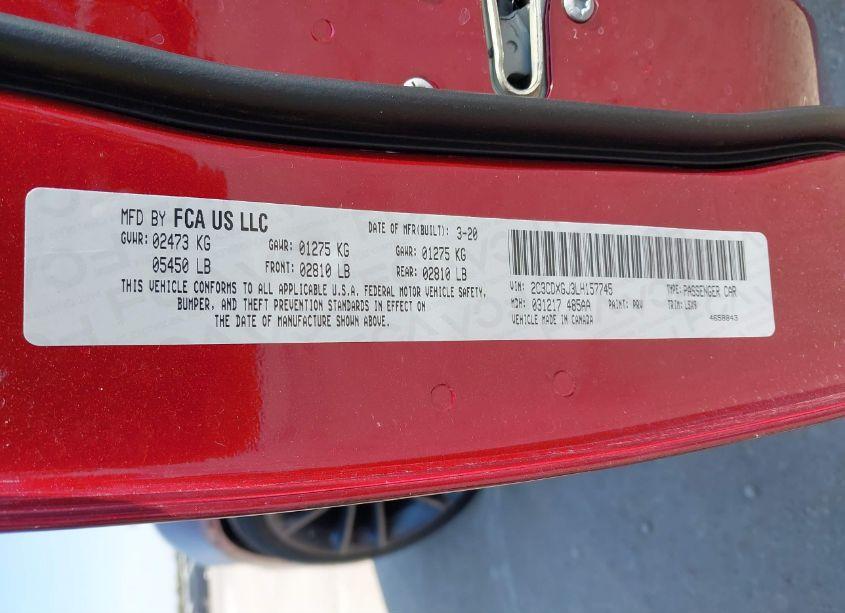 MFD BY FCA US LLC
DATE OF MFR(BUILT): 3-20
GVWR: 02473 KG
GAWR: 01275 KG
GAWR: 01275 KG
05450 LB
FRONT: 02810 LB
REAR: 02810 LB
THIS VEHICLE CONFORMS TO ALL APPLICABLE U.S.A. FEDERAL MOTOR VEHICLE SAFETY,
BUMPER, AND THEFT PREVENTION STANDARDS IN EFFECT ON
THE DATE OF MANUFACTURE SHOWN ABOVE.
VIN: 2C3CDXGJ3LH157745
TYPE: PASSENGER CAR
MDH: 031217 485AA
PAINT: PRV
TRIM: LSX9
VEHICLE MADE IN CANADA
4658843